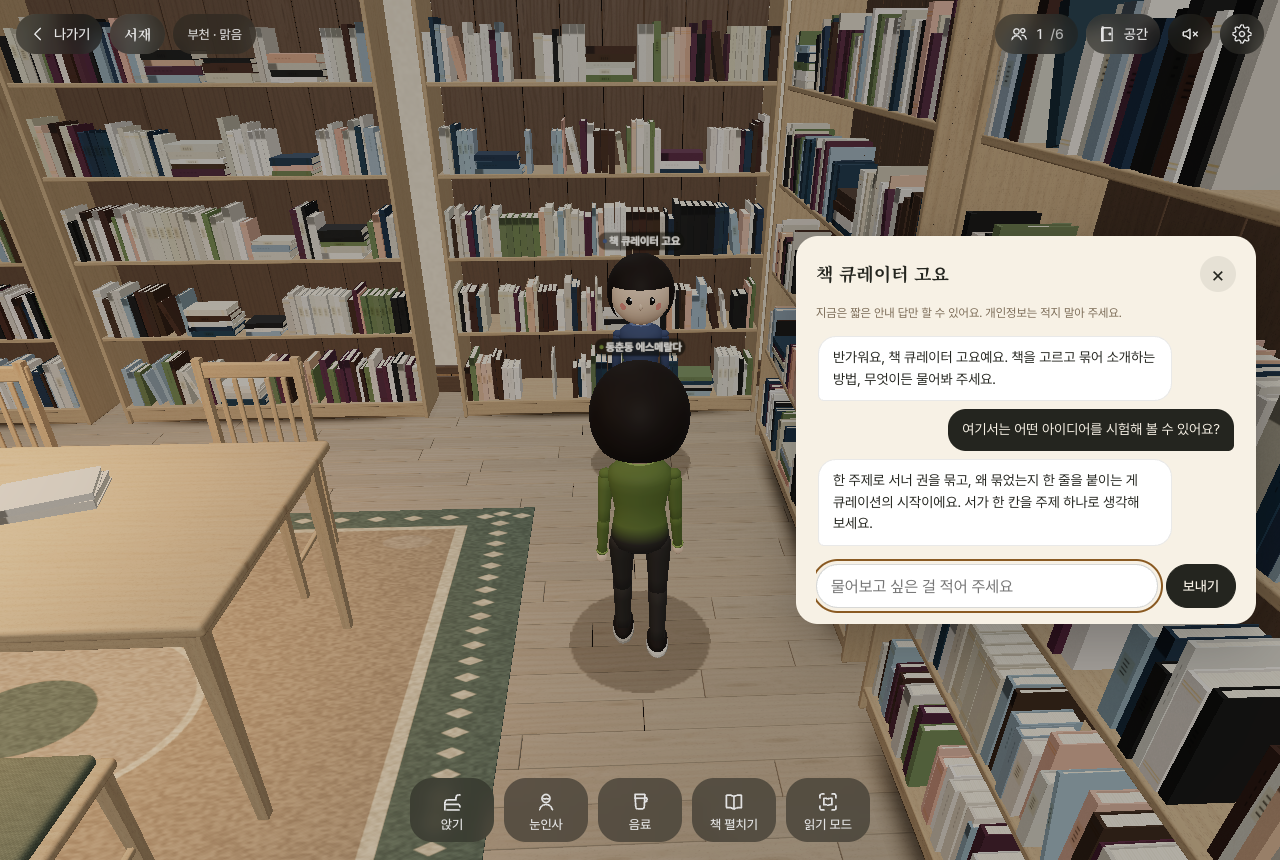 나가기
서재
부천 · 맑음
1 /6
공간
책 큐레이터 고요
동춘동 에스메랄다
책 큐레이터 고요
지금은 짧은 안내 답만 할 수 있어요. 개인정보는 적지 말아 주세요.
반가워요, 책 큐레이터 고요예요. 책을 고르고 묶어 소개하는
방법, 무엇이든 물어봐 주세요.
여기서는 어떤 아이디어를 시험해 볼 수 있어요?
한 주제로 서너 권을 묶고, 왜 묶었는지 한 줄을 붙이는 게
큐레이션의 시작이에요. 서가 한 칸을 주제 하나로 생각해
보세요.
물어보고 싶은 걸 적어 주세요
보내기
앉기
눈인사
음료
책 펼치기
읽기 모드